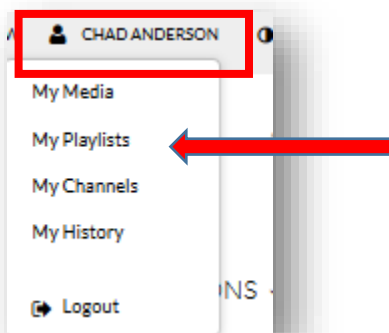 CHAD ANDERSON
My Media
My Playlists
My Channels
My History
Logout